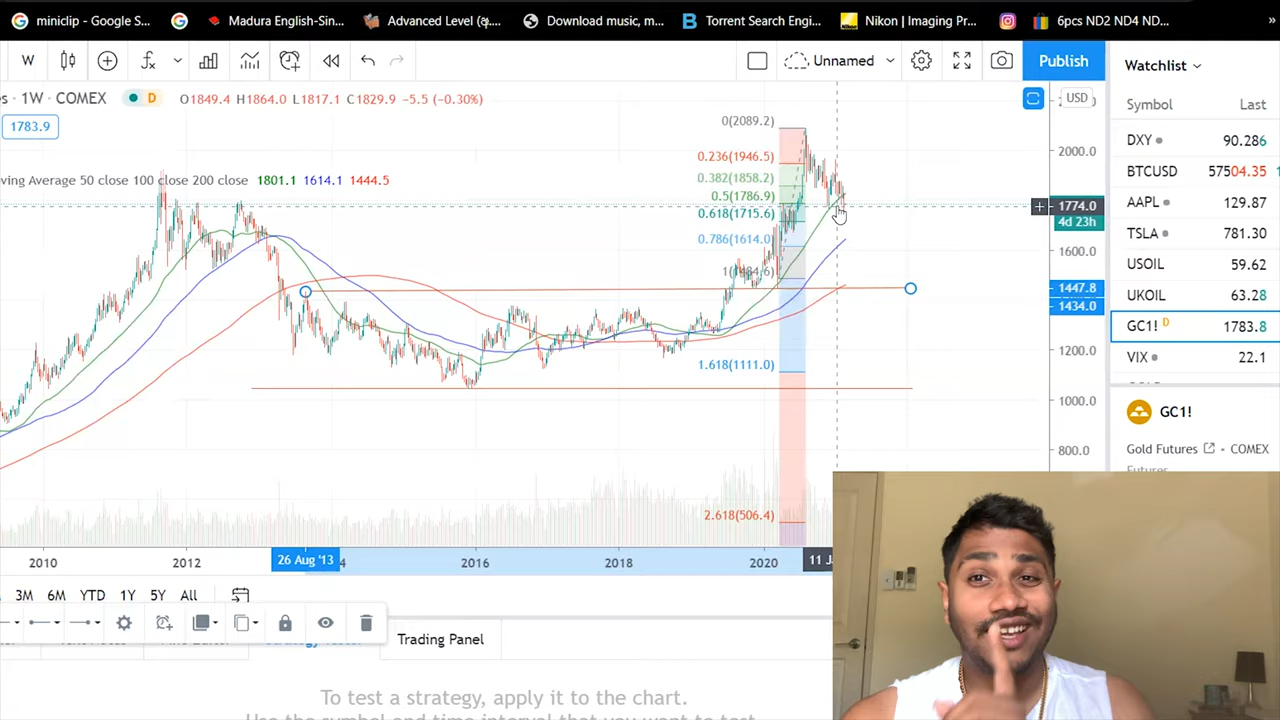 miniclip - Google S...
Madura English-Sin...
Advanced Level (
Download music, m...
Torrent Search Engi...
Nikon | Imaging Pr...
6pcs ND2 ND4 ND...
»
W
Unnamed
Publish
Watchlist
es · 1W · COMEX D O1849.4 H1864.0 L1817.1 C1829.9 -5.5 (-0.30%)
USD
Symbol Last
1783.9
DXY 90.286
BTCUSD 57504.35
AAPL 129.87
TSLA 781.30
USOIL 59.62
UKOIL 63.28
GC1! D 1783.8
VIX 22.1
ving Average 50 close 100 close 200 close 1801.1 1614.1 1444.5
0(2089.2)
0.236(1946.5)
0.382(1858.2)
0.5(1786.9)
0.618(1715.6)
0.786(1614.0)
1.618(1111.0)
2.618(506.4)
2000.0
1774.0
4d 23h
1600.0
1447.8
1434.0
1200.0
1000.0
800.0
GC1!
Gold Futures · COMEX
Futures
2010 2012 26 Aug '13 4 2016 2018 2020 11 J
3M 6M YTD 1Y 5Y All
Trading Panel
To test a strategy, apply it to the chart.
Use the symbol and time interval that you want to test